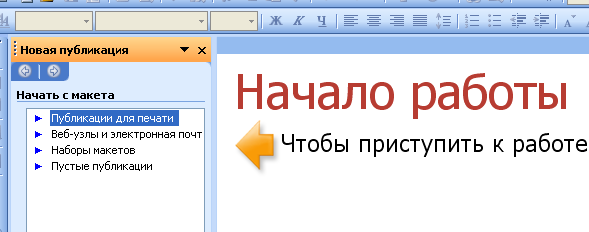 Ж К Ч
Новая публикация
Начать с макета
Публикации для печати
Веб-узлы и электронная почт
Наборы макетов
Пустые публикации
Начало работы
Чтобы приступить к работе